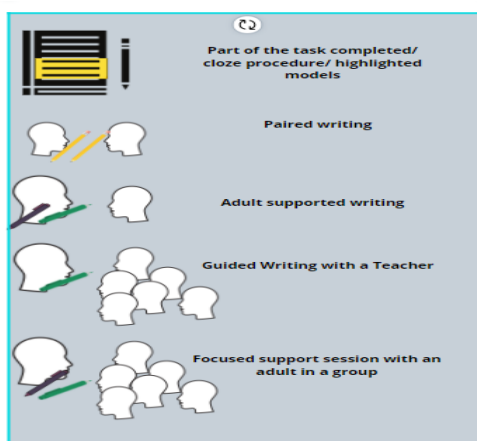 Part of the task completed/
cloze procedure/ highlighted
models
Paired writing
Adult supported writing
Guided Writing with a Teacher
Focused support session with an
adult in a group